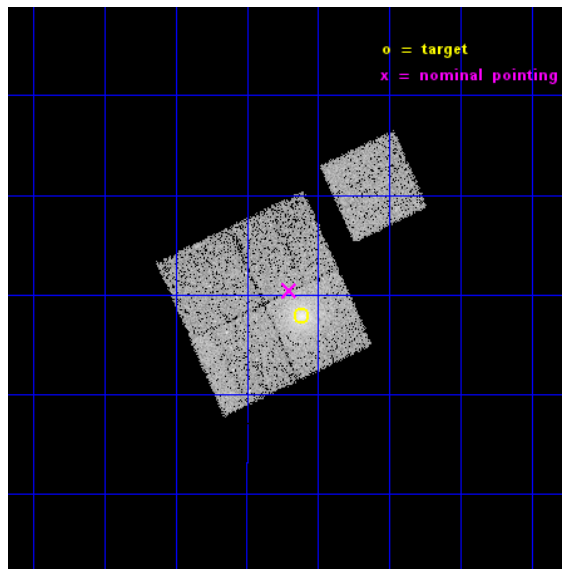 o = target
x = nominal pointing